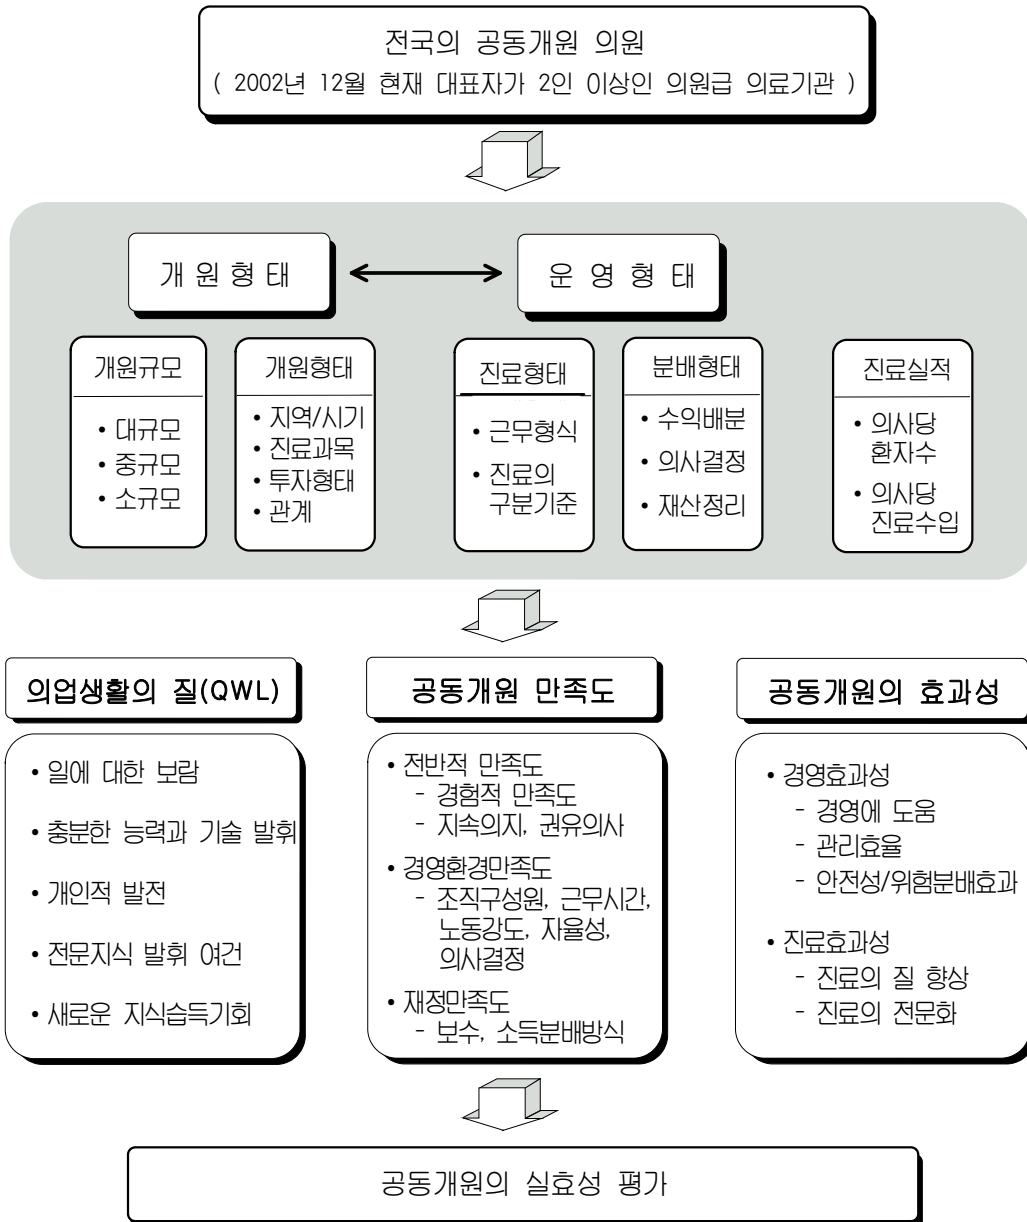 전국의 공동개원 의원
( 2002년 12월 현재 대표자가 2인 이상인 의원급 의료기관 )
개원형태
운영형태
개원규모
• 대규모
• 중규모
• 소규모
개원형태
• 지역/시기
• 진료과목
• 투자형태
• 관계
진료형태
• 근무형식
• 진료의
구분기준
분배형태
• 수익배분
• 의사결정
• 재산정리
진료실적
• 의사당
환자수
• 의사당
진료수입
의업생활의 질(QWL)
• 일에 대한 보람
• 충분한 능력과 기술 발휘
• 개인적 발전
• 전문지식 발휘 여건
• 새로운 지식습득기회
공동개원 만족도
• 전반적 만족도
- 경험적 만족도
- 지속의지, 권유의사
• 경영환경만족도
- 조직구성원, 근무시간,
노동강도, 자율성,
의사결정
• 재정만족도
- 보수, 소득분배방식
공동개원의 효과성
• 경영효과성
- 경영에 도움
- 관리효율
- 안전성/위험분배효과
• 진료효과성
- 진료의 질 향상
- 진료의 전문화
공동개원의 실효성 평가